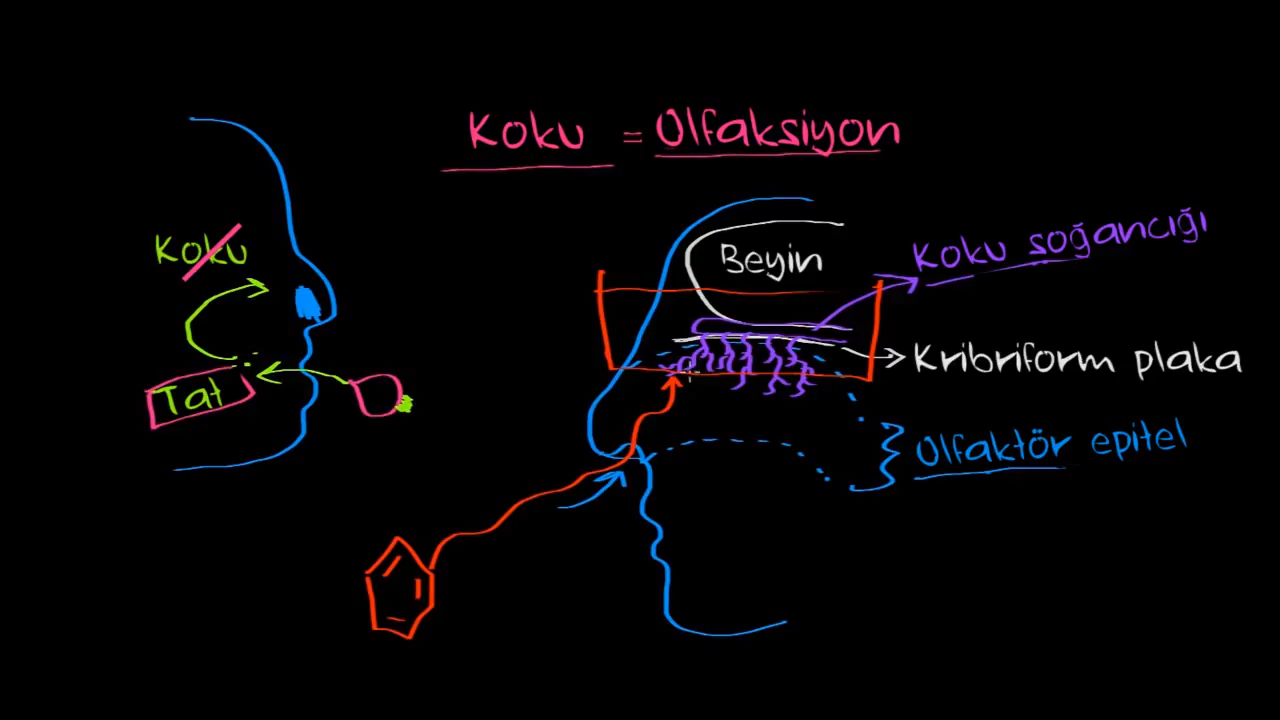 Koku = Olfaksiyon
Koku
Tat
Beyin
Koku soğancığı
Kribriform plaka
Olfaktör epitel